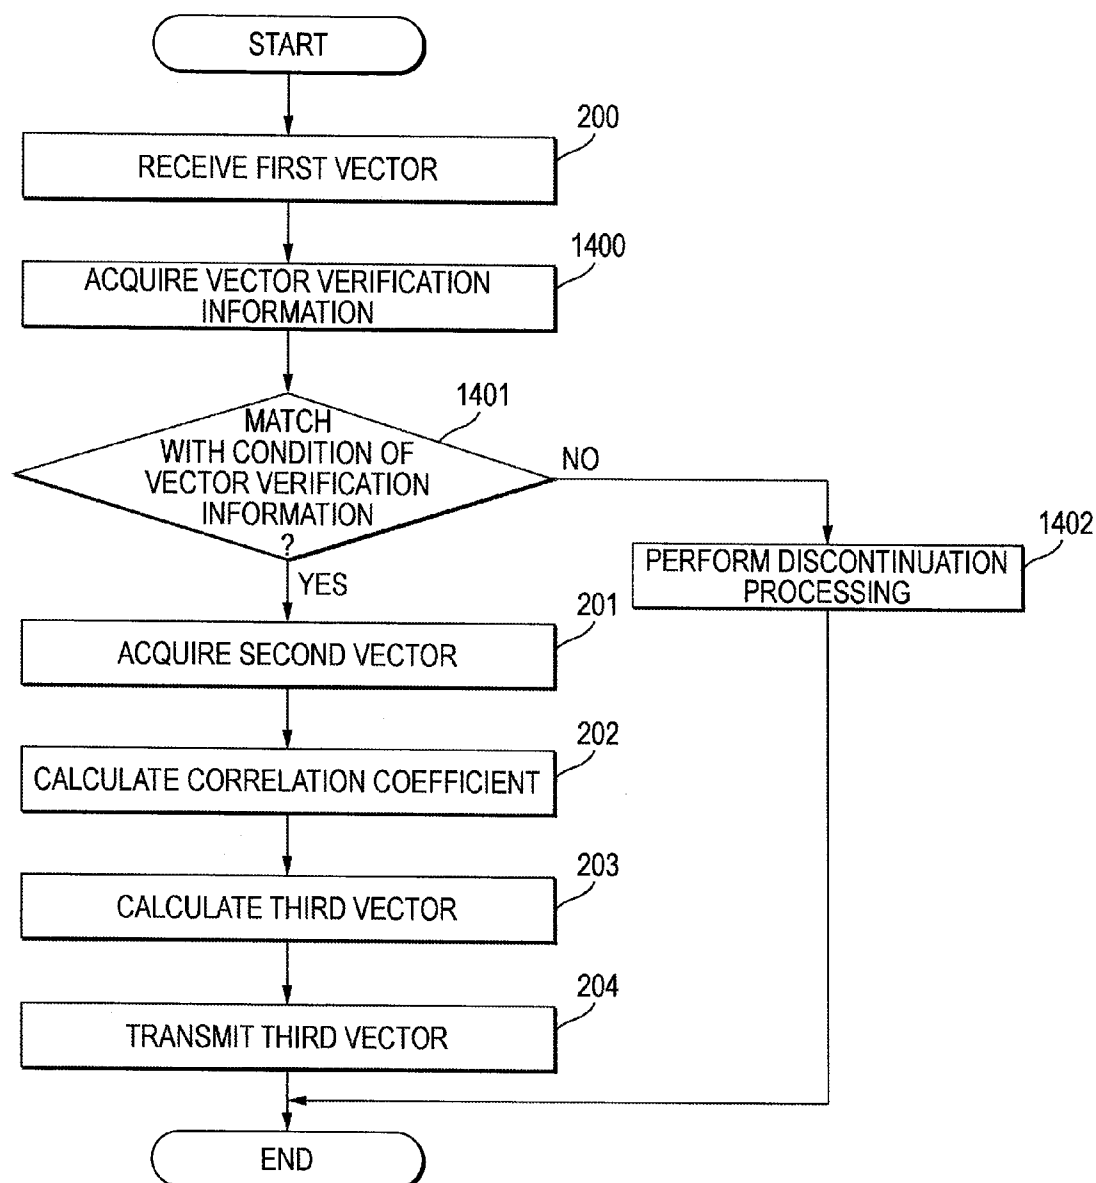 START
200
RECEIVE FIRST VECTOR
1400
ACQUIRE VECTOR VERIFICATION
INFORMATION
1401
MATCH
WITH CONDITION OF
VECTOR VERIFICATION
INFORMATION
?
NO
YES
1402
PERFORM DISCONTINUATION
PROCESSING
201
ACQUIRE SECOND VECTOR
202
CALCULATE CORRELATION COEFFICIENT
203
CALCULATE THIRD VECTOR
204
TRANSMIT THIRD VECTOR
END